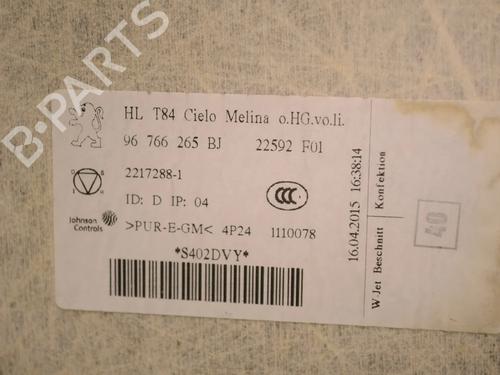 B-PARTS
HL T84 Cielo Melina o.HG.vo.li.
96 766 265 BJ 22592 F01
2217288-1
ID: D IP: 04
Johnson Controls
>PUR-E-GM< 4P24 1110078
*S402DVY*
16.04.2015 16:38:14
W Jet Beschnitt Konfektion
40